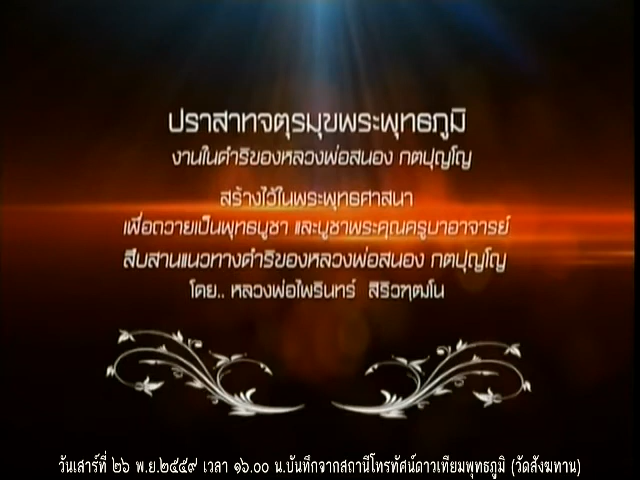 ปราสาทจตุรมุขพระพุทธภูมิ
งานในดำริของหลวงพ่อสนอง กตปุญโญ
สร้างไว้ในพระพุทธศาสนา
เพื่อถวายเป็นพุทธบูชา และบูชาพระคุณครูบาอาจารย์
สืบสานแนวทางดำริของหลวงพ่อสนอง กตปุญโญ
โดย.. หลวงพ่อไพรินทร์ สิริวฑฒโน
วันเสาร์ที่ ๒๖ พ.ย.๒๕๕๙ เวลา ๑๖.๐๐ น.บันทึกจากสถานีโทรทัศน์ดาวเทียมพุทธภูมิ (วัดสังฆทาน)